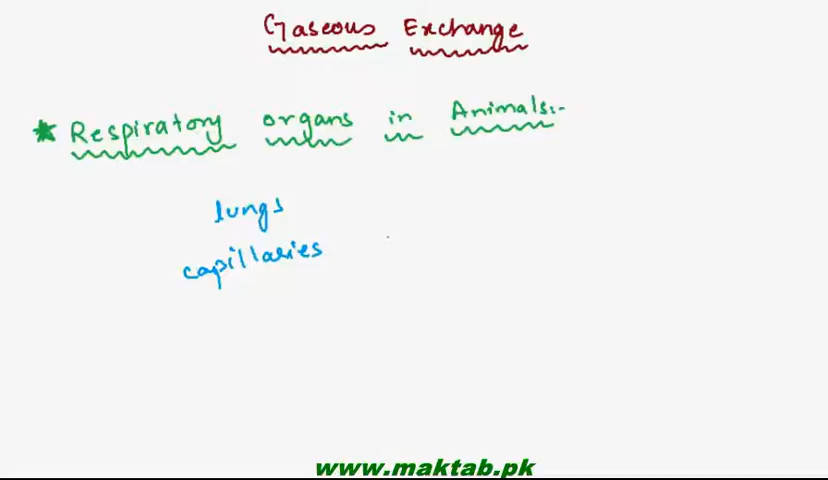 Gaseous Exchange
* Respiratory organs in Animals:-
lungs
capillaries
www.maktab.pk